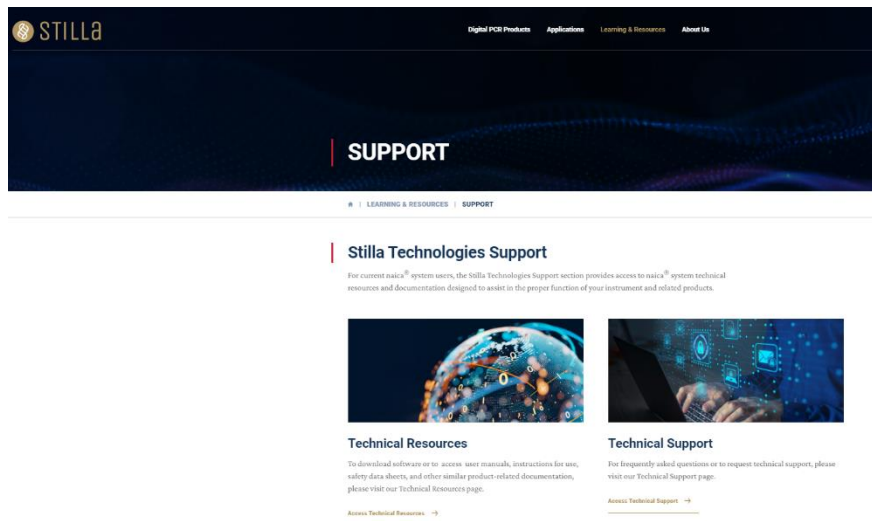 STILLa
Digital PCR Products Applications Learning & Resources About Us
SUPPORT
| LEARNING & RESOURCES | SUPPORT
Stilla Technologies Support
For current naica® system users, the Stilla Technologies Support section provides access to naica® system technical
resources and documentation designed to assist in the proper function of your instrument and related products.
Technical Resources
To download software or to access user manuals, instructions for use,
safety data sheets, and other similar product-related documentation,
please visit our Technical Resources page.
Access Technical Resources →
Technical Support
For frequently asked questions or to request technical support, please
visit our Technical Support page.
Access Technical Support →